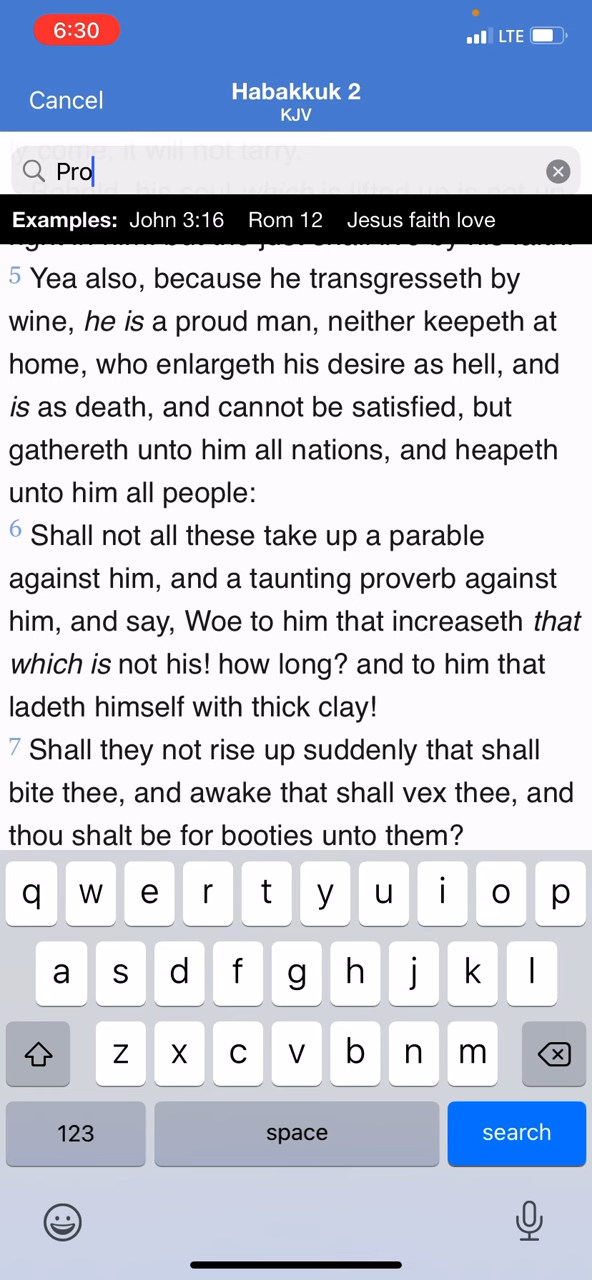 6:30 LTE
Cancel Habakkuk 2
KJV
y come, it will not tarry.
Pro
Examples: John 3:16 Rom 12 Jesus faith love
5 Yea also, because he transgresseth by
wine, he is a proud man, neither keepeth at
home, who enlargeth his desire as hell, and
is as death, and cannot be satisfied, but
gathereth unto him all nations, and heapeth
unto him all people:
6 Shall not all these take up a parable
against him, and a taunting proverb against
him, and say, Woe to him that increaseth that
which is not his! how long? and to him that
ladeth himself with thick clay!
7 Shall they not rise up suddenly that shall
bite thee, and awake that shall vex thee, and
thou shalt be for booties unto them?
q w e r t y u i o p
a s d f g h j k l
z x c v b n m
123 space search